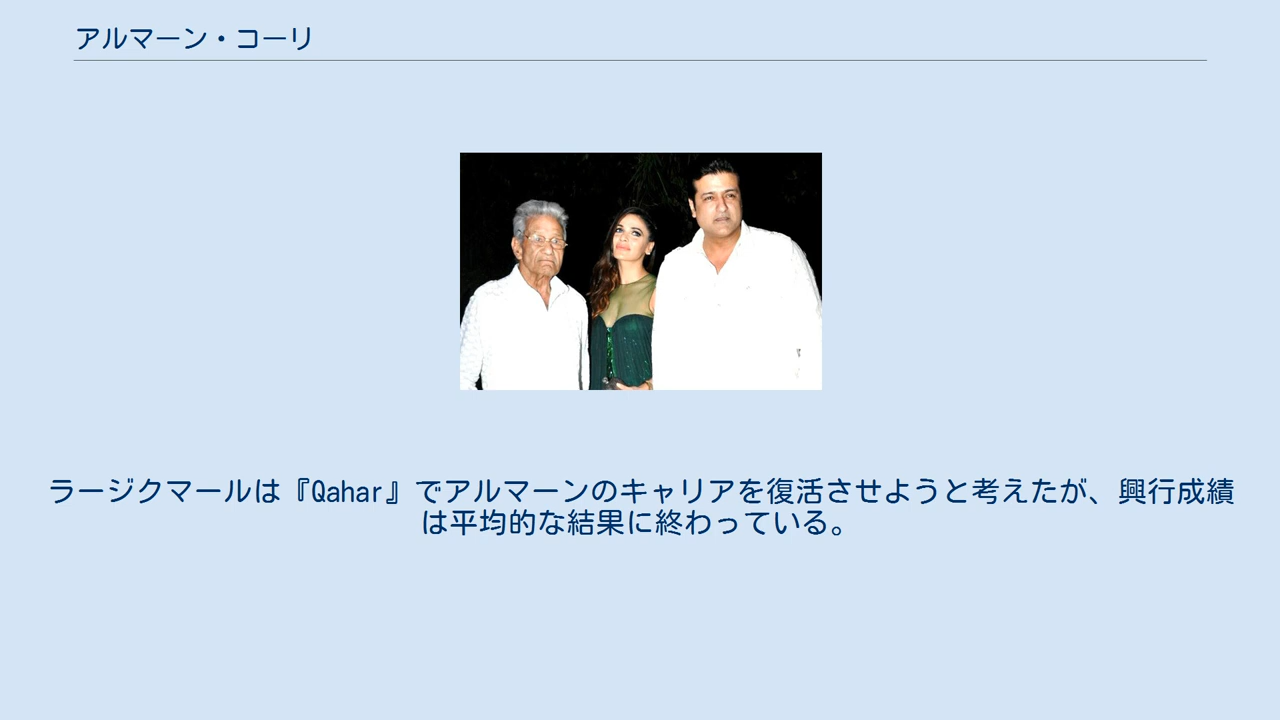 アルマーン・コーリ
ラージクマールは『Qahar』でアルマーンのキャリアを復活させようと考えたが、興行成績
は平均的な結果に終わっている。